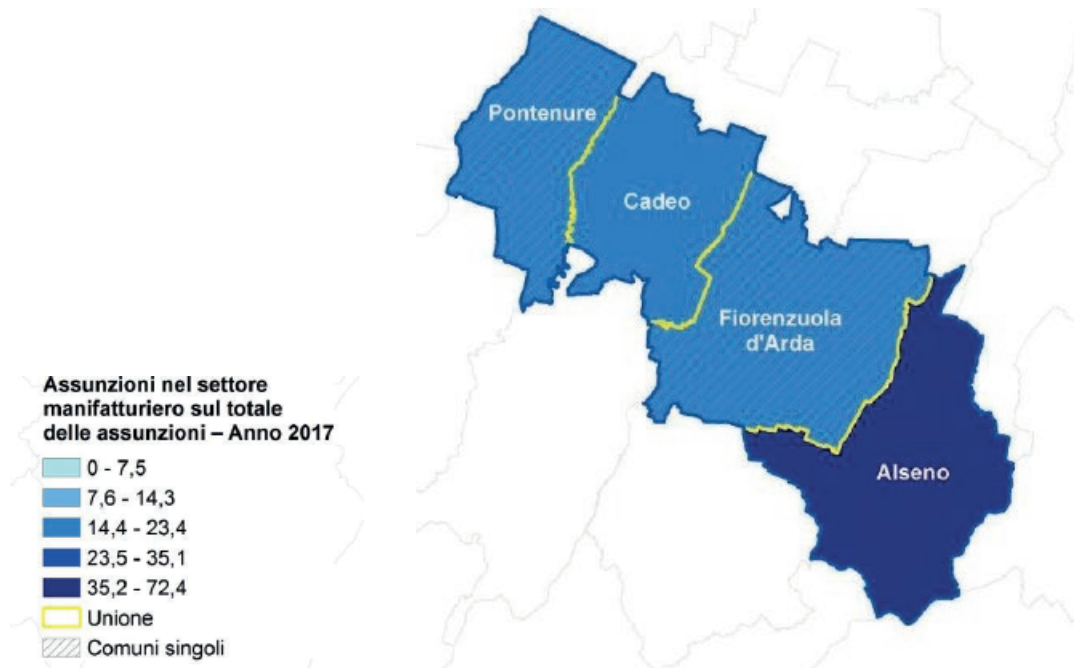 Pontenure
Cadeo
Fiorenzuola
d'Arda
Alseno
Assunzioni nel settore
manifatturiero sul totale
delle assunzioni – Anno 2017
0 - 7,5
7,6 - 14,3
14,4 - 23,4
23,5 - 35,1
35,2 - 72,4
Unione
Comuni singoli